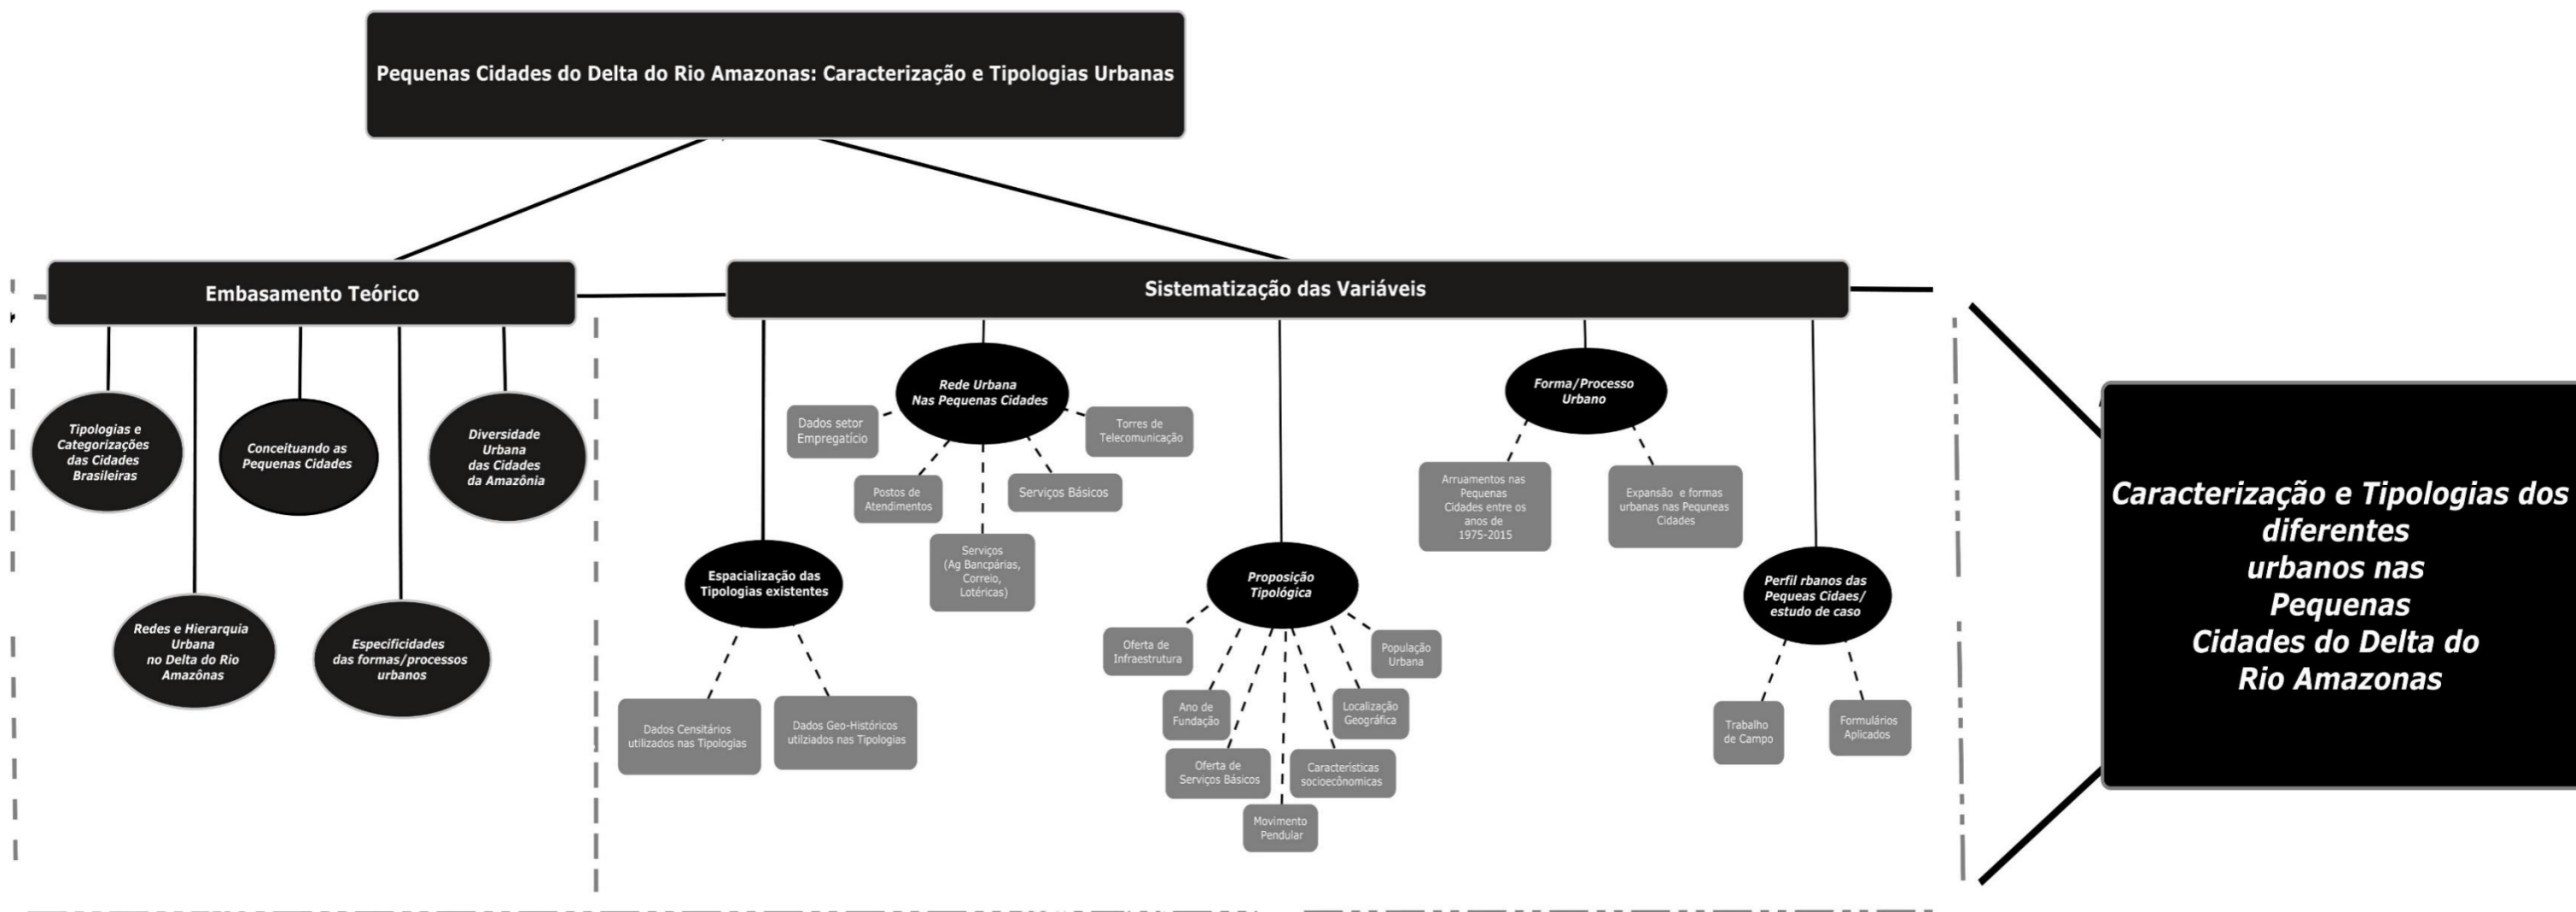 Pequenas Cidades do Delta do Rio Amazonas: Caracterização e Tipologias Urbanas
Embasamento Teórico
Sistematização das Variáveis
Tipologias e
Categorizações
das Cidades
Brasileiras
Redes e Hierarquia
Urbana
no Delta do Rio
Amazônas
Conceituando as
Pequenas Cidades
Especificidades
das formas/processos
urbanos
Diversidade
Urbana
das Cidades
da Amazônia
Espacialização das
Tipologias existentes
Dados Censitários
utilizados nas Tipologias
Dados Geo-Históricos
utilziados nas Tipologias
Rede Urbana
Nas Pequenas Cidades
Dados setor
Empregatício
Postos de
Atendimentos
Serviços
(Ag Bancpárias,
Correio,
Lotéricas)
Serviços Básicos
Torres de
Telecomunicação
Proposição
Tipológica
Oferta de
Infraestrutura
Ano de
Fundação
Oferta de
Serviços Básicos
Movimento
Pendular
Caracteristicas
socioecônomicas
Localização
Geográfica
População
Urbana
Forma/Processo
Urbano
Arruamentos nas
Pequenas
Cidades entre os
anos de
1975-2015
Expansão e formas
urbanas nas Pequneas
Cidades
Perfil rbanos das
Pequeas Cidaes/
estudo de caso
Trabalho
de Campo
Formulários
Aplicados
Caracterização e Tipologias dos
diferentes
urbanos nas
Pequenas
Cidades do Delta do
Rio Amazonas